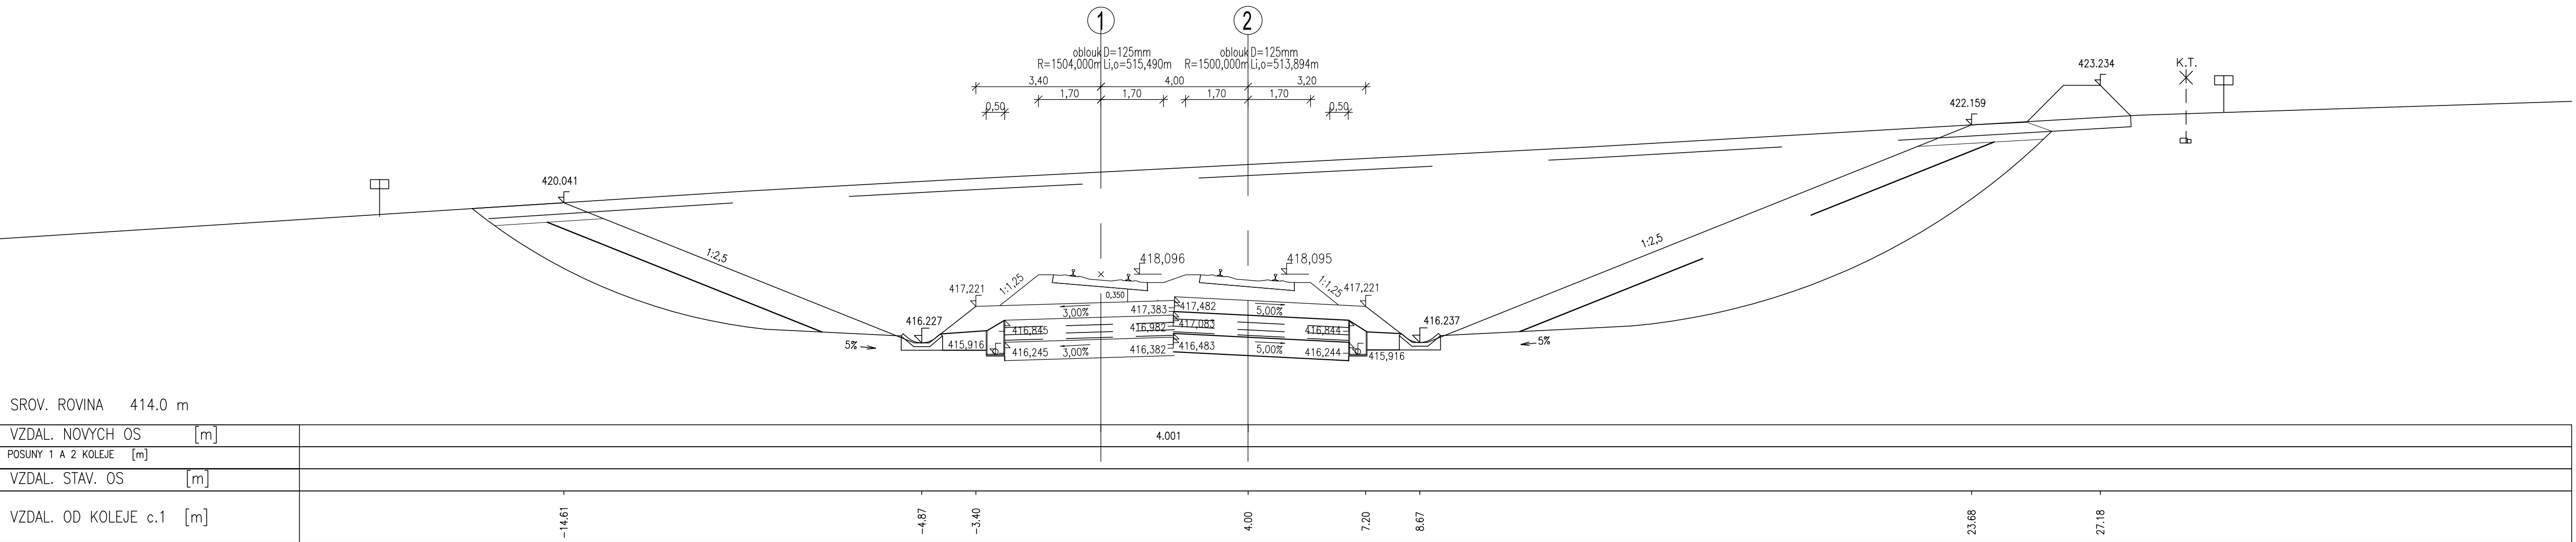 1 2
oblouk D=125mm oblouk D=125mm
R=1504,000m Li,o=515,490m R=1500,000m Li,o=513,894m
3,40 4,00 3,20
1,70 1,70 1,70 1,70
0,50 0,50
423.234
K.T.
422.159
420.041
1:2,5 1:2,5
418,096 418,095
1:1,25 1:1,25
417,221 417,221
0,350
3,00% 417,383 417,482 5,00%
416.227 416.237
416,845 416,982 417,083 416,844
5% 415,916 5%
416,245 3,00% 416,382 416,483 5,00% 416,244 415,916
SROV. ROVINA 414.0 m
VZDAL. NOVYCH OS [m] 4.001
POSUNY 1 A 2 KOLEJE [m]
VZDAL. STAV. OS [m]
VZDAL. OD KOLEJE c.1 [m] -14.61 -4.87 -3.40 4.00 7.20 8.67 23.68 27.18